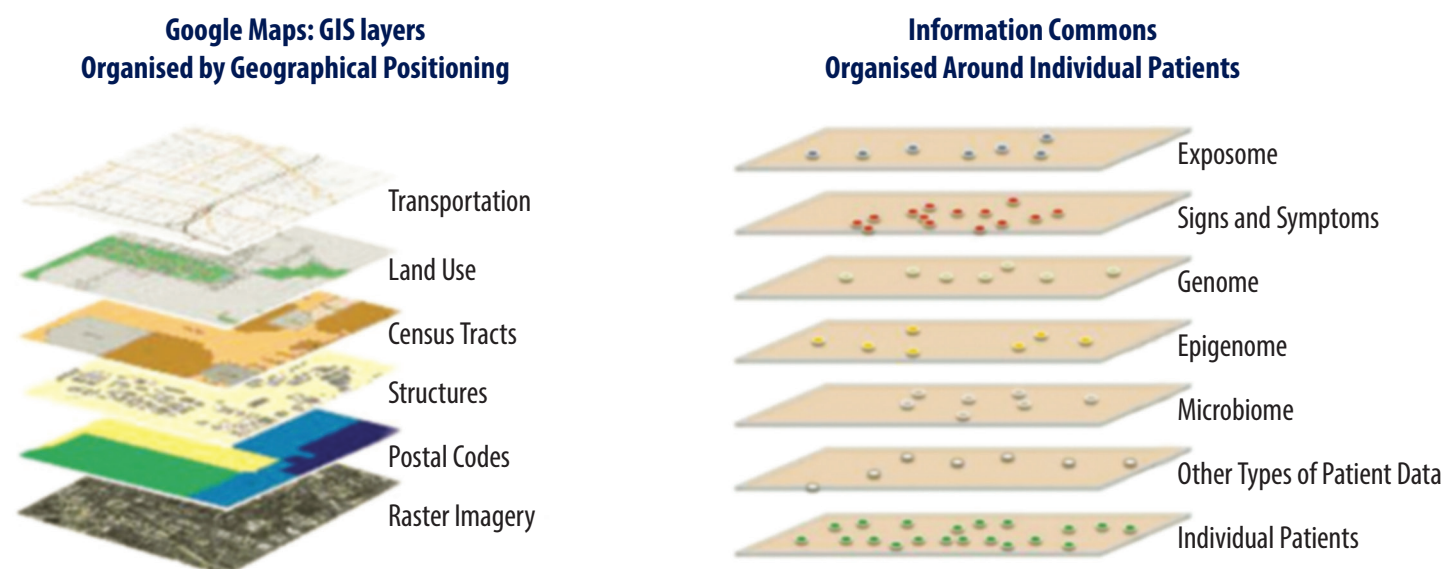 Google Maps: GIS layers
Organised by Geographical Positioning
Transportation
Land Use
Census Tracts
Structures
Postal Codes
Raster Imagery
Information Commons
Organised Around Individual Patients
Exposome
Signs and Symptoms
Genome
Epigenome
Microbiome
Other Types of Patient Data
Individual Patients